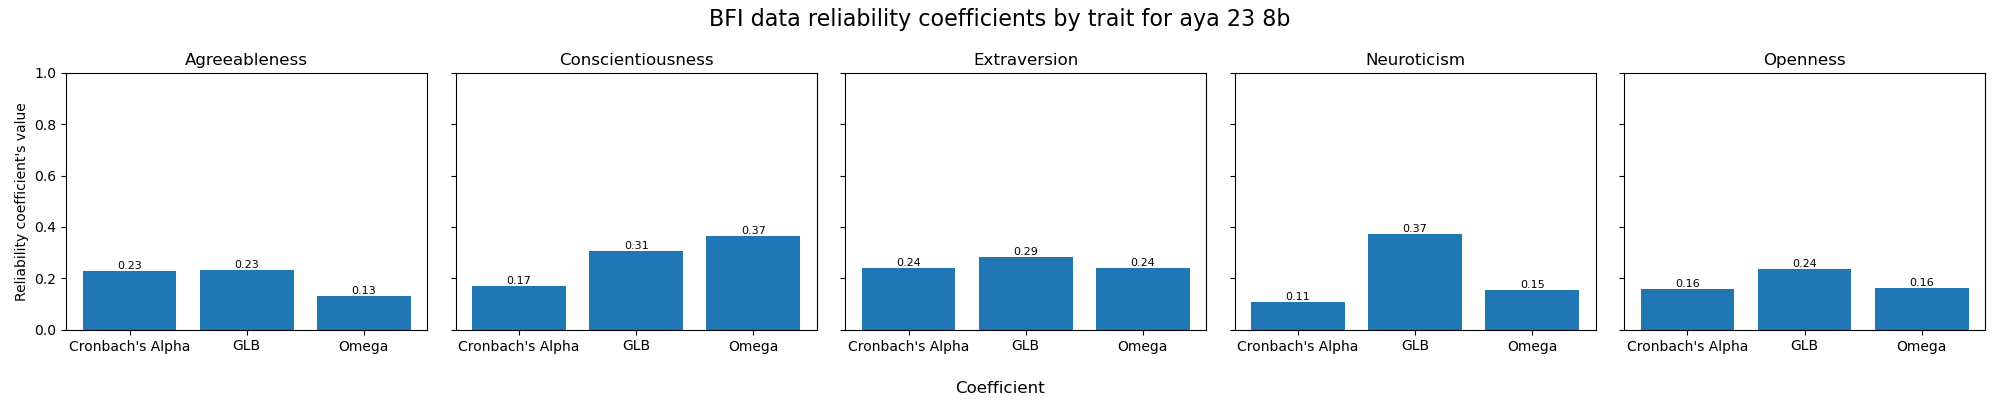 BFI data reliability coefficients by trait for aya 23 8b
Agreeableness
Conscientiousness
Extraversion
Neuroticism
Openness
Reliability coefficient's value
1.0
0.8
0.6
0.4
0.2
0.0
0.23
0.23
0.13
0.17
0.31
0.37
0.24
0.29
0.24
0.11
0.37
0.15
0.16
0.24
0.16
Cronbach's Alpha
GLB
Omega
Cronbach's Alpha
GLB
Omega
Cronbach's Alpha
GLB
Omega
Cronbach's Alpha
GLB
Omega
Cronbach's Alpha
GLB
Omega
Coefficient